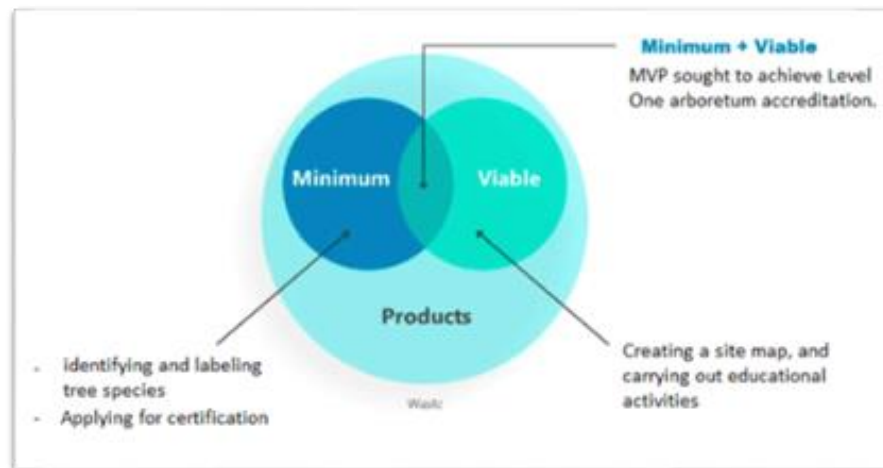 Minimum + Viable
MVP sought to achieve Level
One arboretum accreditation.
Minimum
Viable
Products
- identifying and labeling
tree species
- Applying for certification
Creating a site map, and
carrying out educational
activities